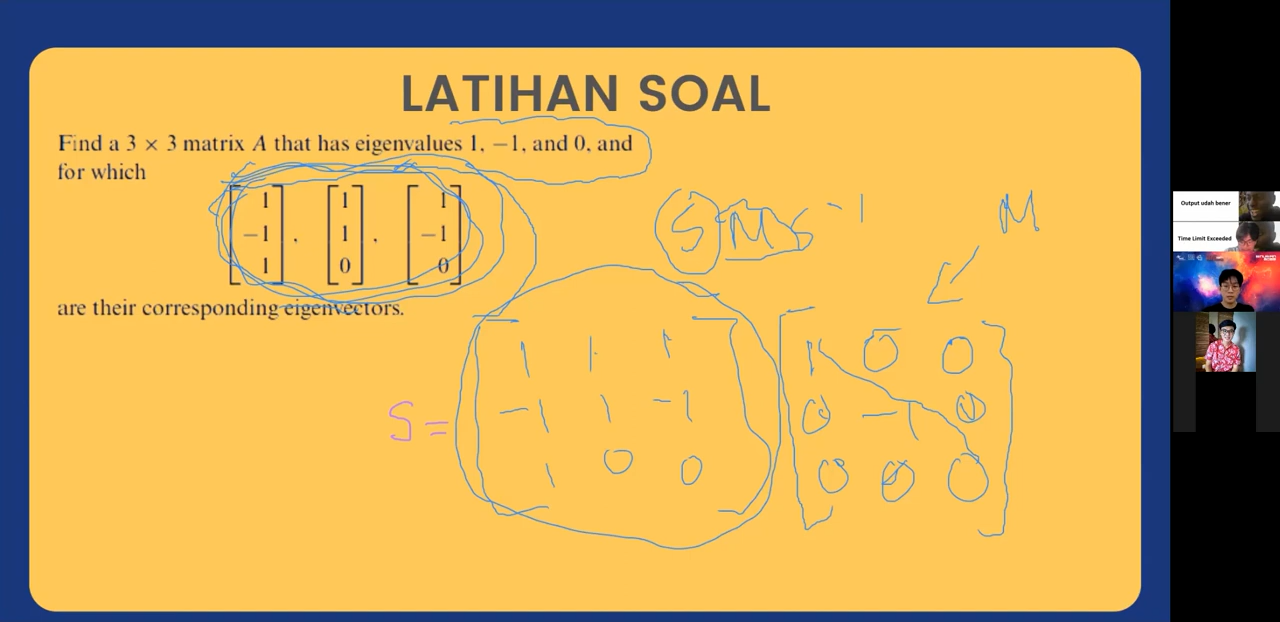 LATIHAN SOAL
Find a 3 × 3 matrix A that has eigenvalues 1, −1, and 0, and
for which
1 1 1
−1 , 1 , −1
1 0 0
are their corresponding eigenvectors.
S M S −1
M
S =
1 1 1
-1 1 -1
1 0 0
1 0 0
0 -1 0
0 0 0
Output udah bener
Time Limit Exceeded